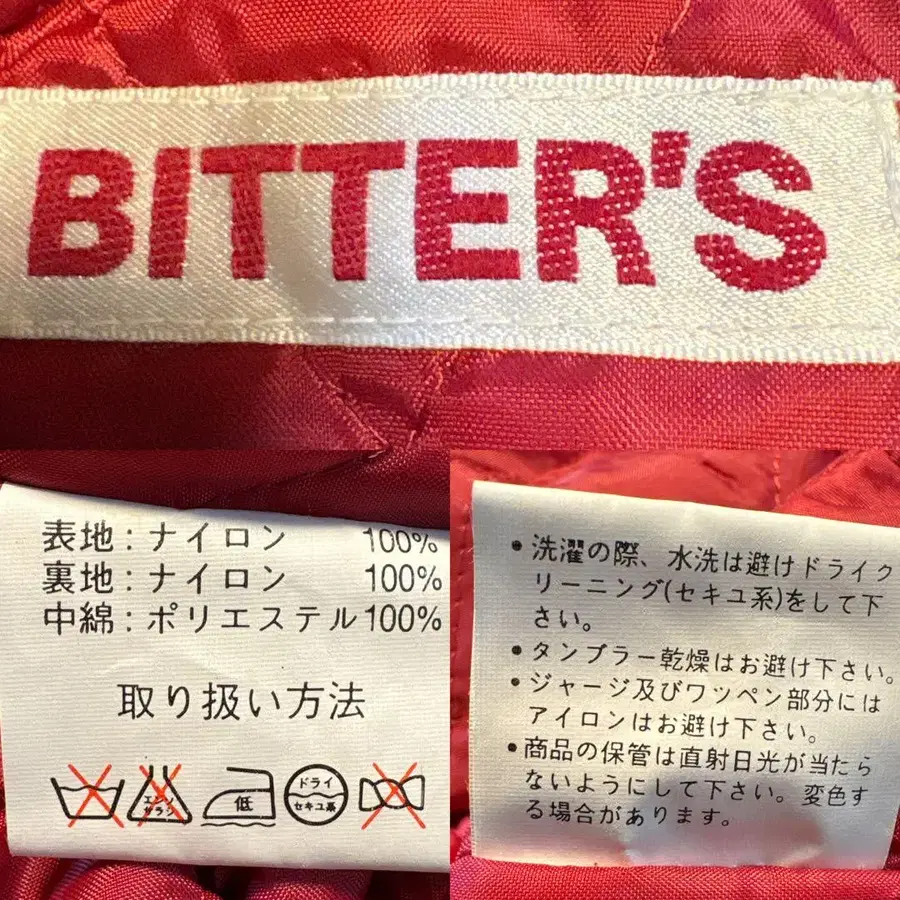 BITTER'S
表地：ナイロン 100%
裏地：ナイロン 100%
中綿：ポリエステル100%
取り扱い方法
エンソ
サラシ
低
ドライ
セキユ系
•洗濯の際、水洗は避けドライク
リーニング(セキユ系)をして下
さい。
•タンブラー乾燥はお避け下さい。
•ジャージ及びワッペン部分には
アイロンはお避け下さい。
•商品の保管は直射日光が当たら
ないようにして下さい。変色す
る場合があります。